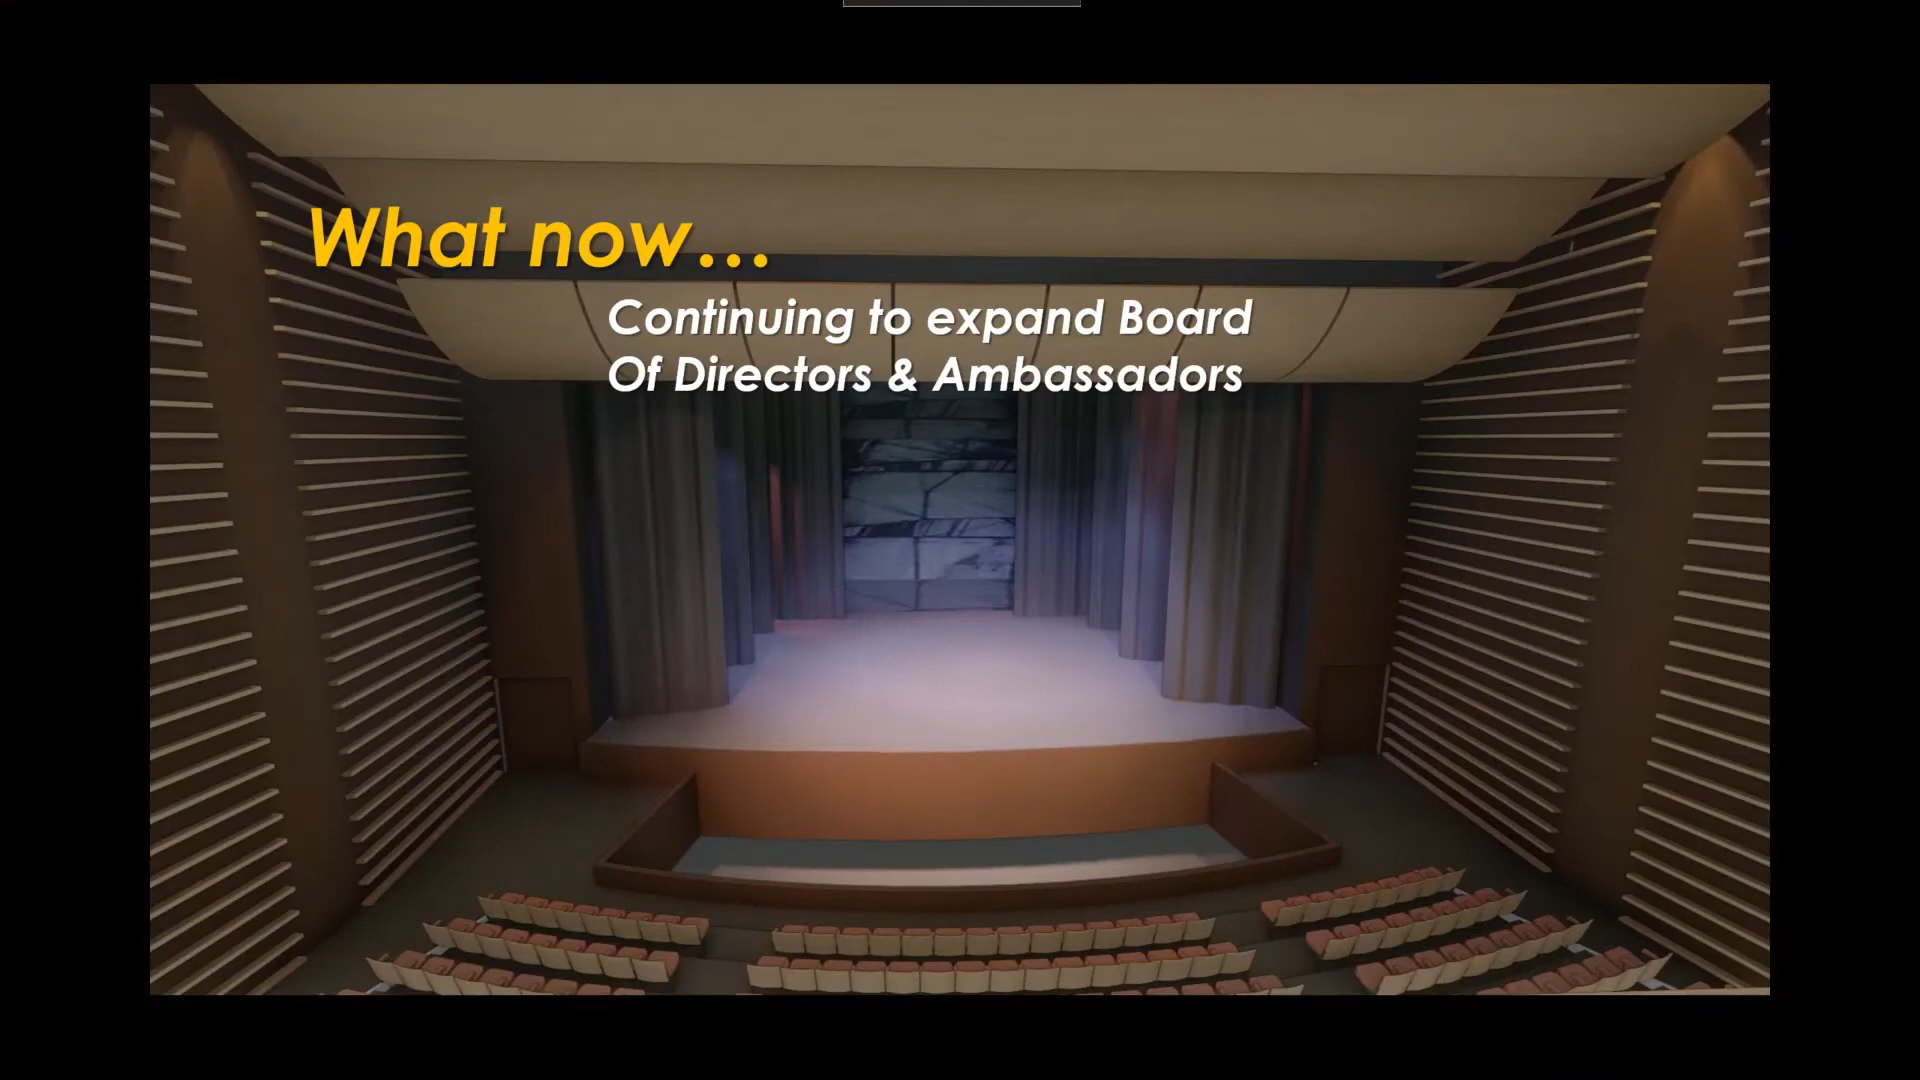 What now...
Continuing to expand Board
Of Directors & Ambassadors